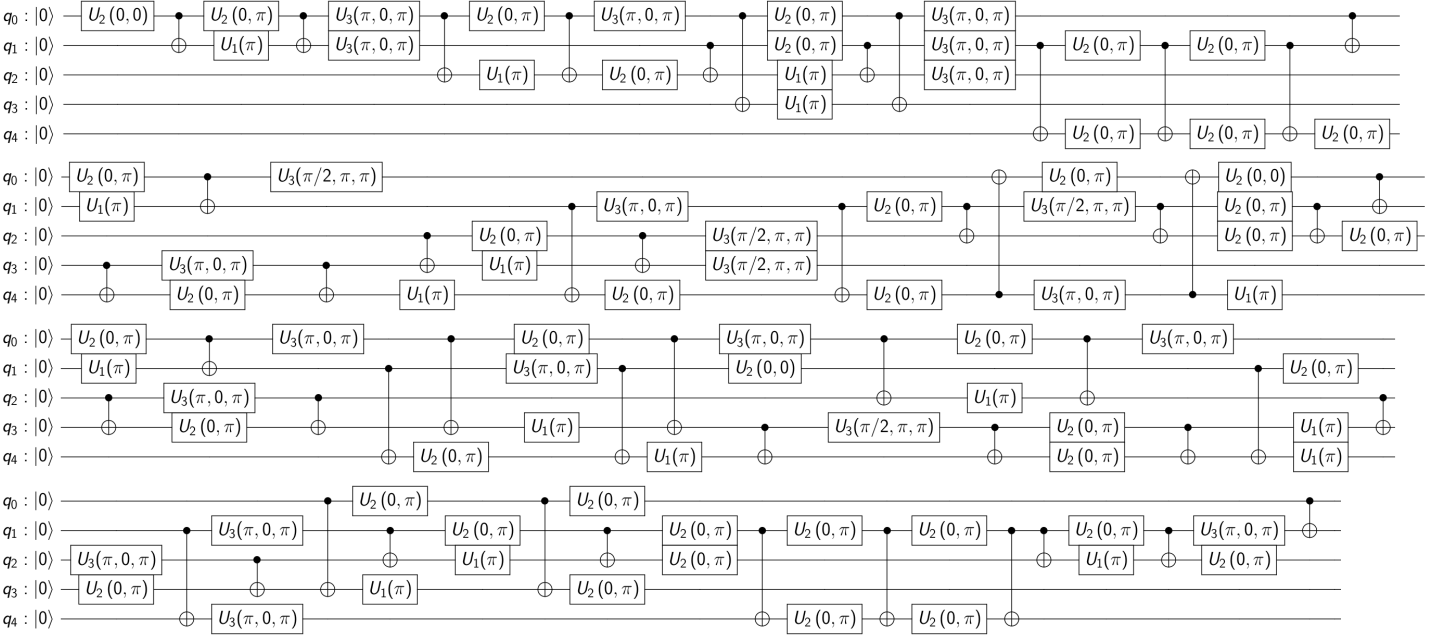 q₀ : |0⟩ U₂ (0, 0) U₂ (0, π) U₃(π, 0, π) U₂ (0, π) U₃(π, 0, π) U₂ (0, π) U₃(π, 0, π)
q₁ : |0⟩ U₁(π) U₃(π, 0, π) U₂ (0, π) U₃(π, 0, π) U₂ (0, π) U₂ (0, π)
q₂ : |0⟩ U₁(π) U₂ (0, π) U₁(π) U₃(π, 0, π)
q₃ : |0⟩ U₁(π)
q₄ : |0⟩ U₂ (0, π) U₂ (0, π) U₂ (0, π)
q₀ : |0⟩ U₂ (0, π) U₃(π/2, π, π) U₂ (0, π) U₂ (0, 0)
q₁ : |0⟩ U₁(π) U₃(π, 0, π) U₂ (0, π) U₃(π/2, π, π) U₂ (0, π)
q₂ : |0⟩ U₂ (0, π) U₃(π/2, π, π) U₂ (0, π) U₂ (0, π)
q₃ : |0⟩ U₃(π, 0, π) U₁(π) U₃(π/2, π, π)
q₄ : |0⟩ U₂ (0, π) U₁(π) U₂ (0, π) U₂ (0, π) U₃(π, 0, π) U₁(π)
q₀ : |0⟩ U₂ (0, π) U₃(π, 0, π) U₂ (0, π) U₃(π, 0, π) U₂ (0, π) U₃(π, 0, π)
q₁ : |0⟩ U₁(π) U₃(π, 0, π) U₂ (0, 0) U₂ (0, π)
q₂ : |0⟩ U₃(π, 0, π) U₁(π)
q₃ : |0⟩ U₂ (0, π) U₁(π) U₃(π/2, π, π) U₂ (0, π) U₁(π)
q₄ : |0⟩ U₂ (0, π) U₁(π) U₂ (0, π) U₁(π)
q₀ : |0⟩ U₂ (0, π) U₂ (0, π)
q₁ : |0⟩ U₃(π, 0, π) U₂ (0, π) U₂ (0, π) U₂ (0, π) U₂ (0, π) U₂ (0, π) U₃(π, 0, π)
q₂ : |0⟩ U₃(π, 0, π) U₁(π) U₂ (0, π) U₁(π) U₂ (0, π)
q₃ : |0⟩ U₂ (0, π) U₁(π) U₂ (0, π)
q₄ : |0⟩ U₃(π, 0, π) U₂ (0, π) U₂ (0, π)